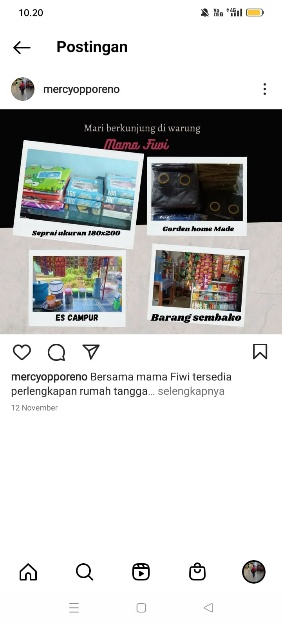 10.20
Postingan
mercyopporeno
Mari berkunjung di warung
Mama Fiwi
Seprai ukuran 180x200
Gorden home Made
ES CAMPUR
Barang sembako
mercyopporeno Bersama mama Fiwi tersedia
perlengkapan rumah tangga... selengkapnya
12 November